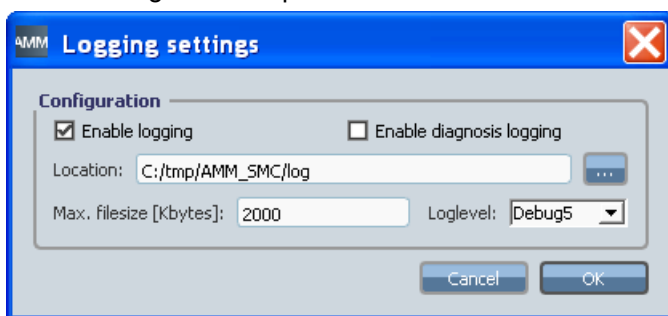 AMM Logging settings
Configuration
Enable logging Enable diagnosis logging
Location: C:/tmp/AMM_SMC/log ...
Max. filesize [Kbytes]: 2000 Loglevel: Debug5
Cancel OK